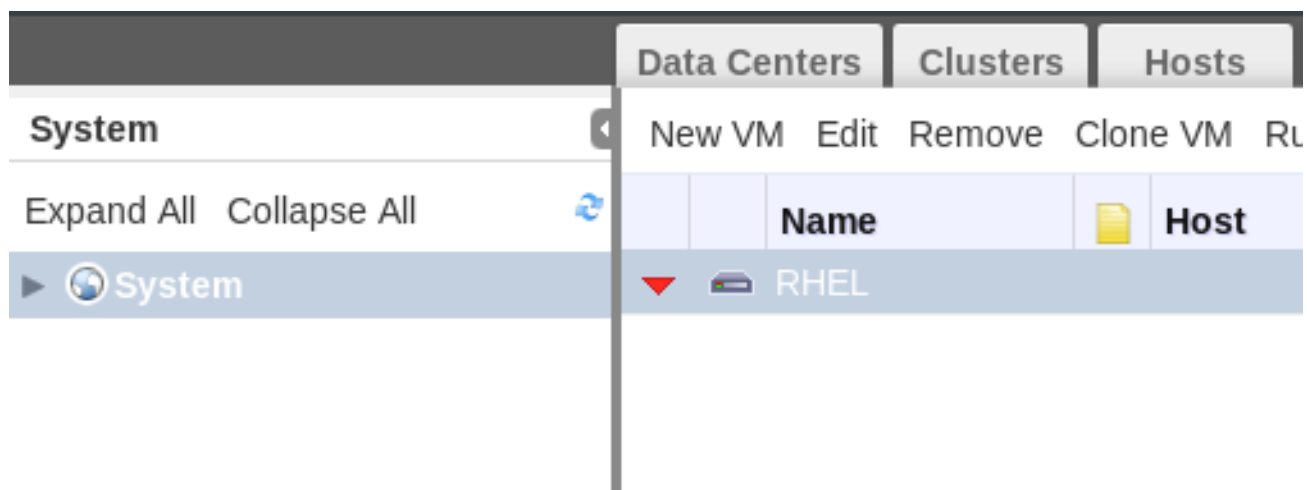 Data Centers Clusters Hosts
System
New VM Edit Remove Clone VM
Expand All Collapse All
Name Host
System
RHEL